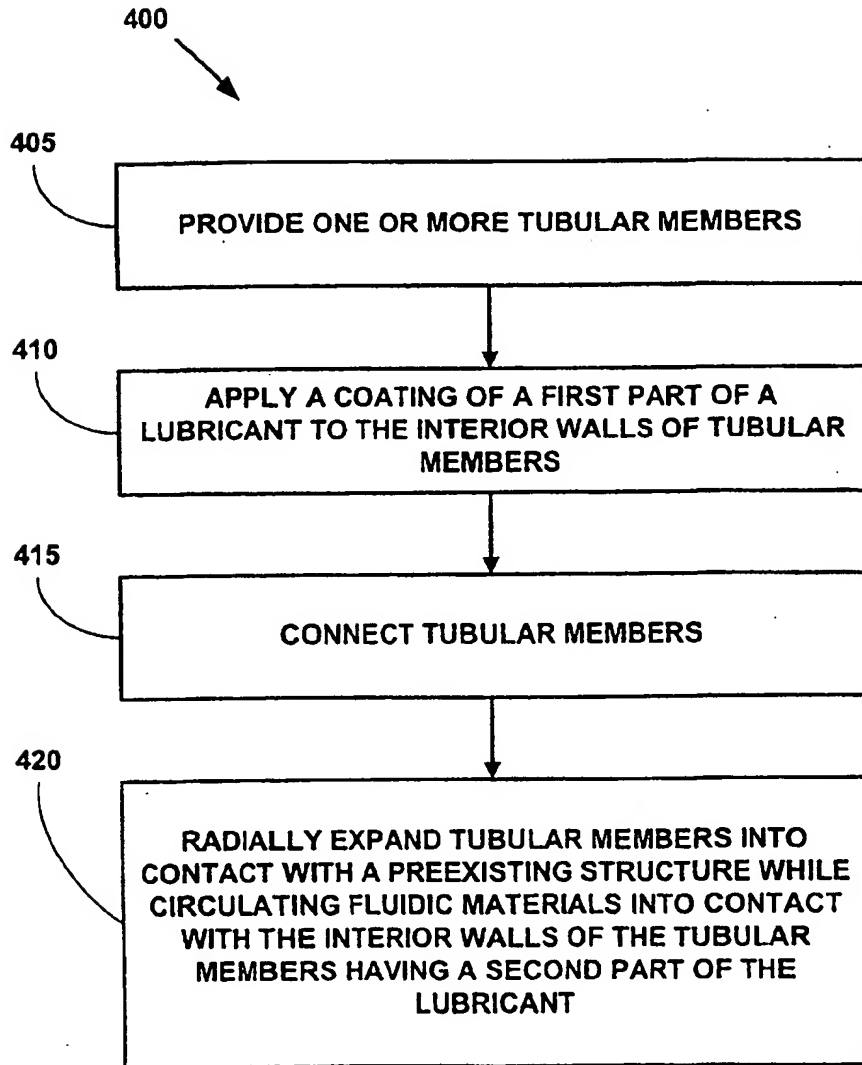 400
405
PROVIDE ONE OR MORE TUBULAR MEMBERS
410
APPLY A COATING OF A FIRST PART OF A
LUBRICANT TO THE INTERIOR WALLS OF TUBULAR
MEMBERS
415
CONNECT TUBULAR MEMBERS
420
RADIALLY EXPAND TUBULAR MEMBERS INTO
CONTACT WITH A PREEXISTING STRUCTURE WHILE
CIRCULATING FLUIDIC MATERIALS INTO CONTACT
WITH THE INTERIOR WALLS OF THE TUBULAR
MEMBERS HAVING A SECOND PART OF THE
LUBRICANT